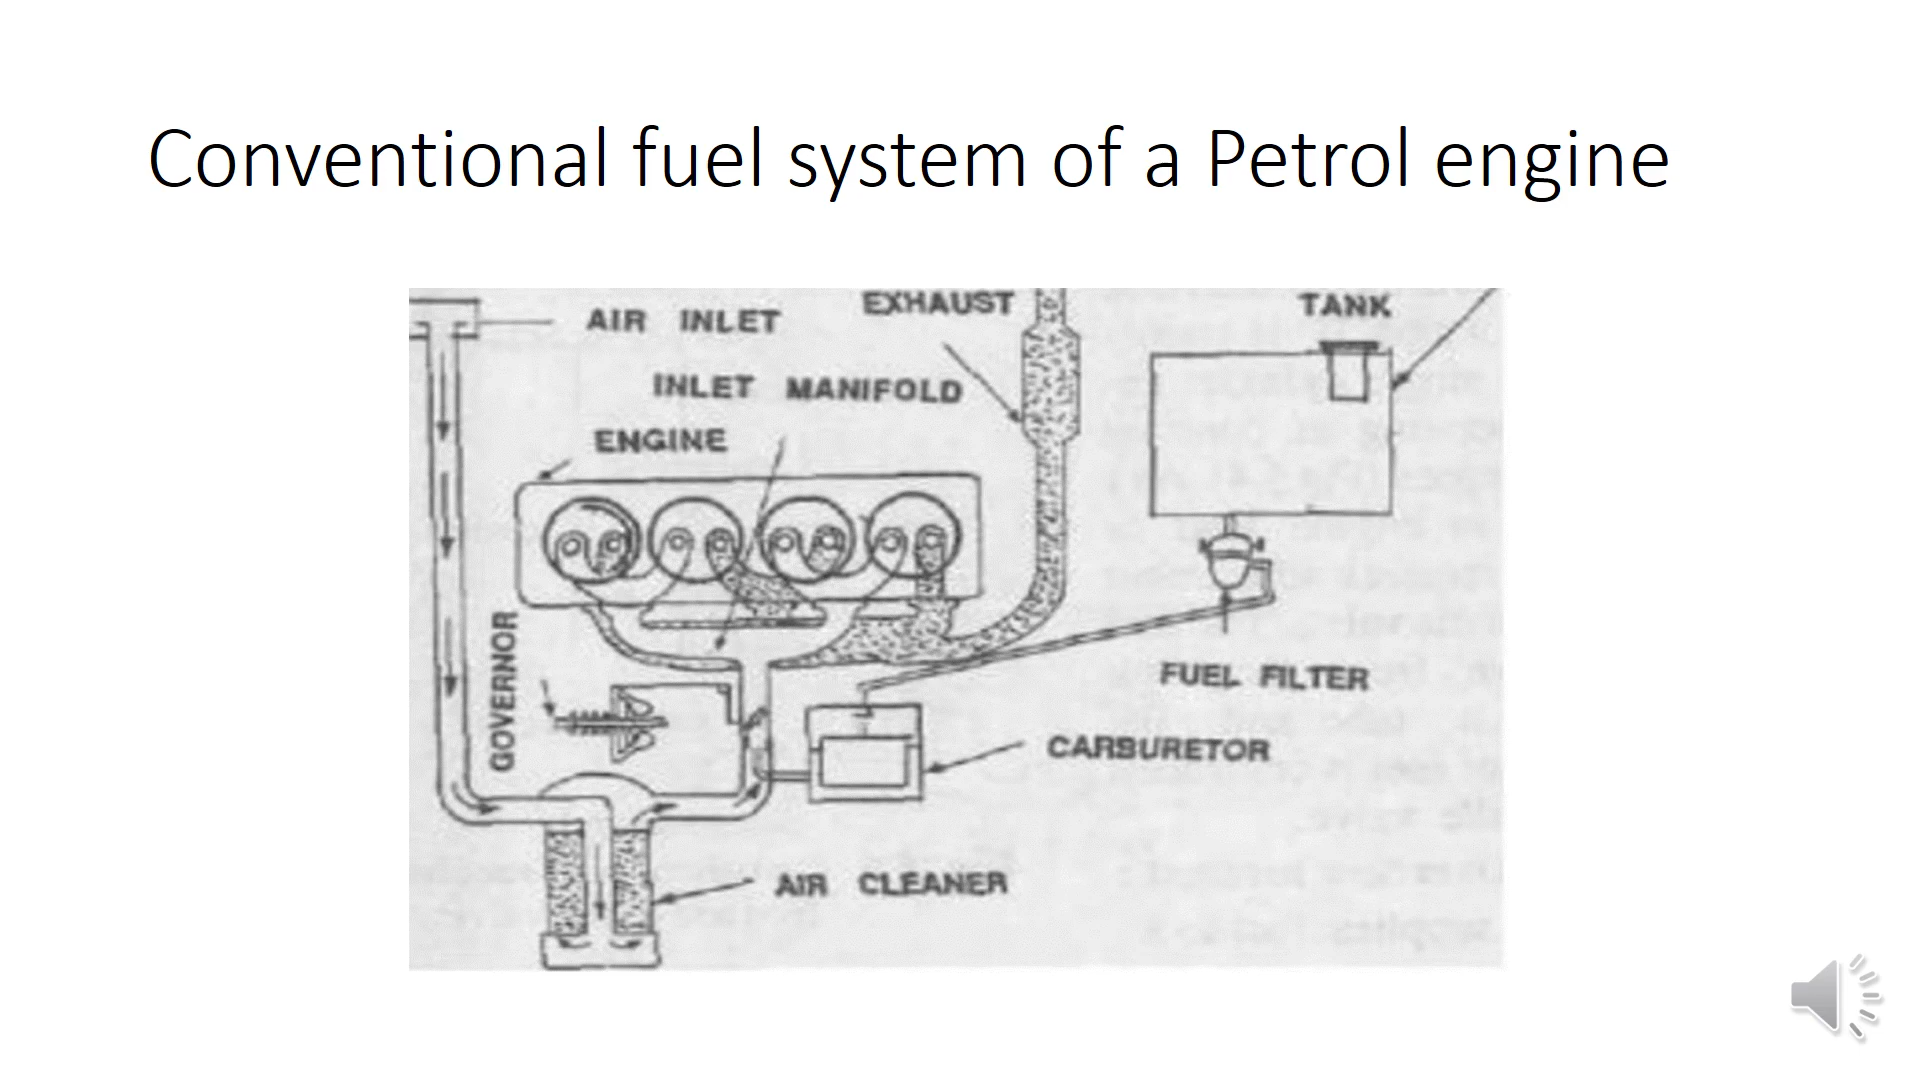 Conventional fuel system of a Petrol engine
EXHAUST
TANK
AIR INLET
INLET MANIFOLD
ENGINE
GOVERNOR
FUEL FILTER
CARBURETOR
AIR CLEANER